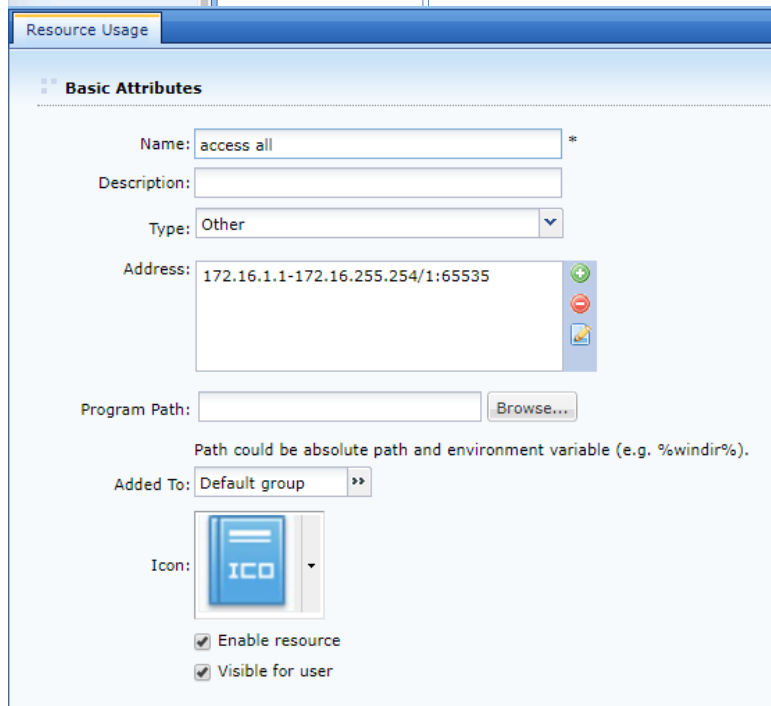 Resource Usage
Basic Attributes
Name: access all *
Description:
Type: Other
Address: 172.16.1.1-172.16.255.254/1:65535
Program Path: Browse...
Path could be absolute path and environment variable (e.g. %windir%).
Added To: Default group
Icon: ICO
Enable resource
Visible for user